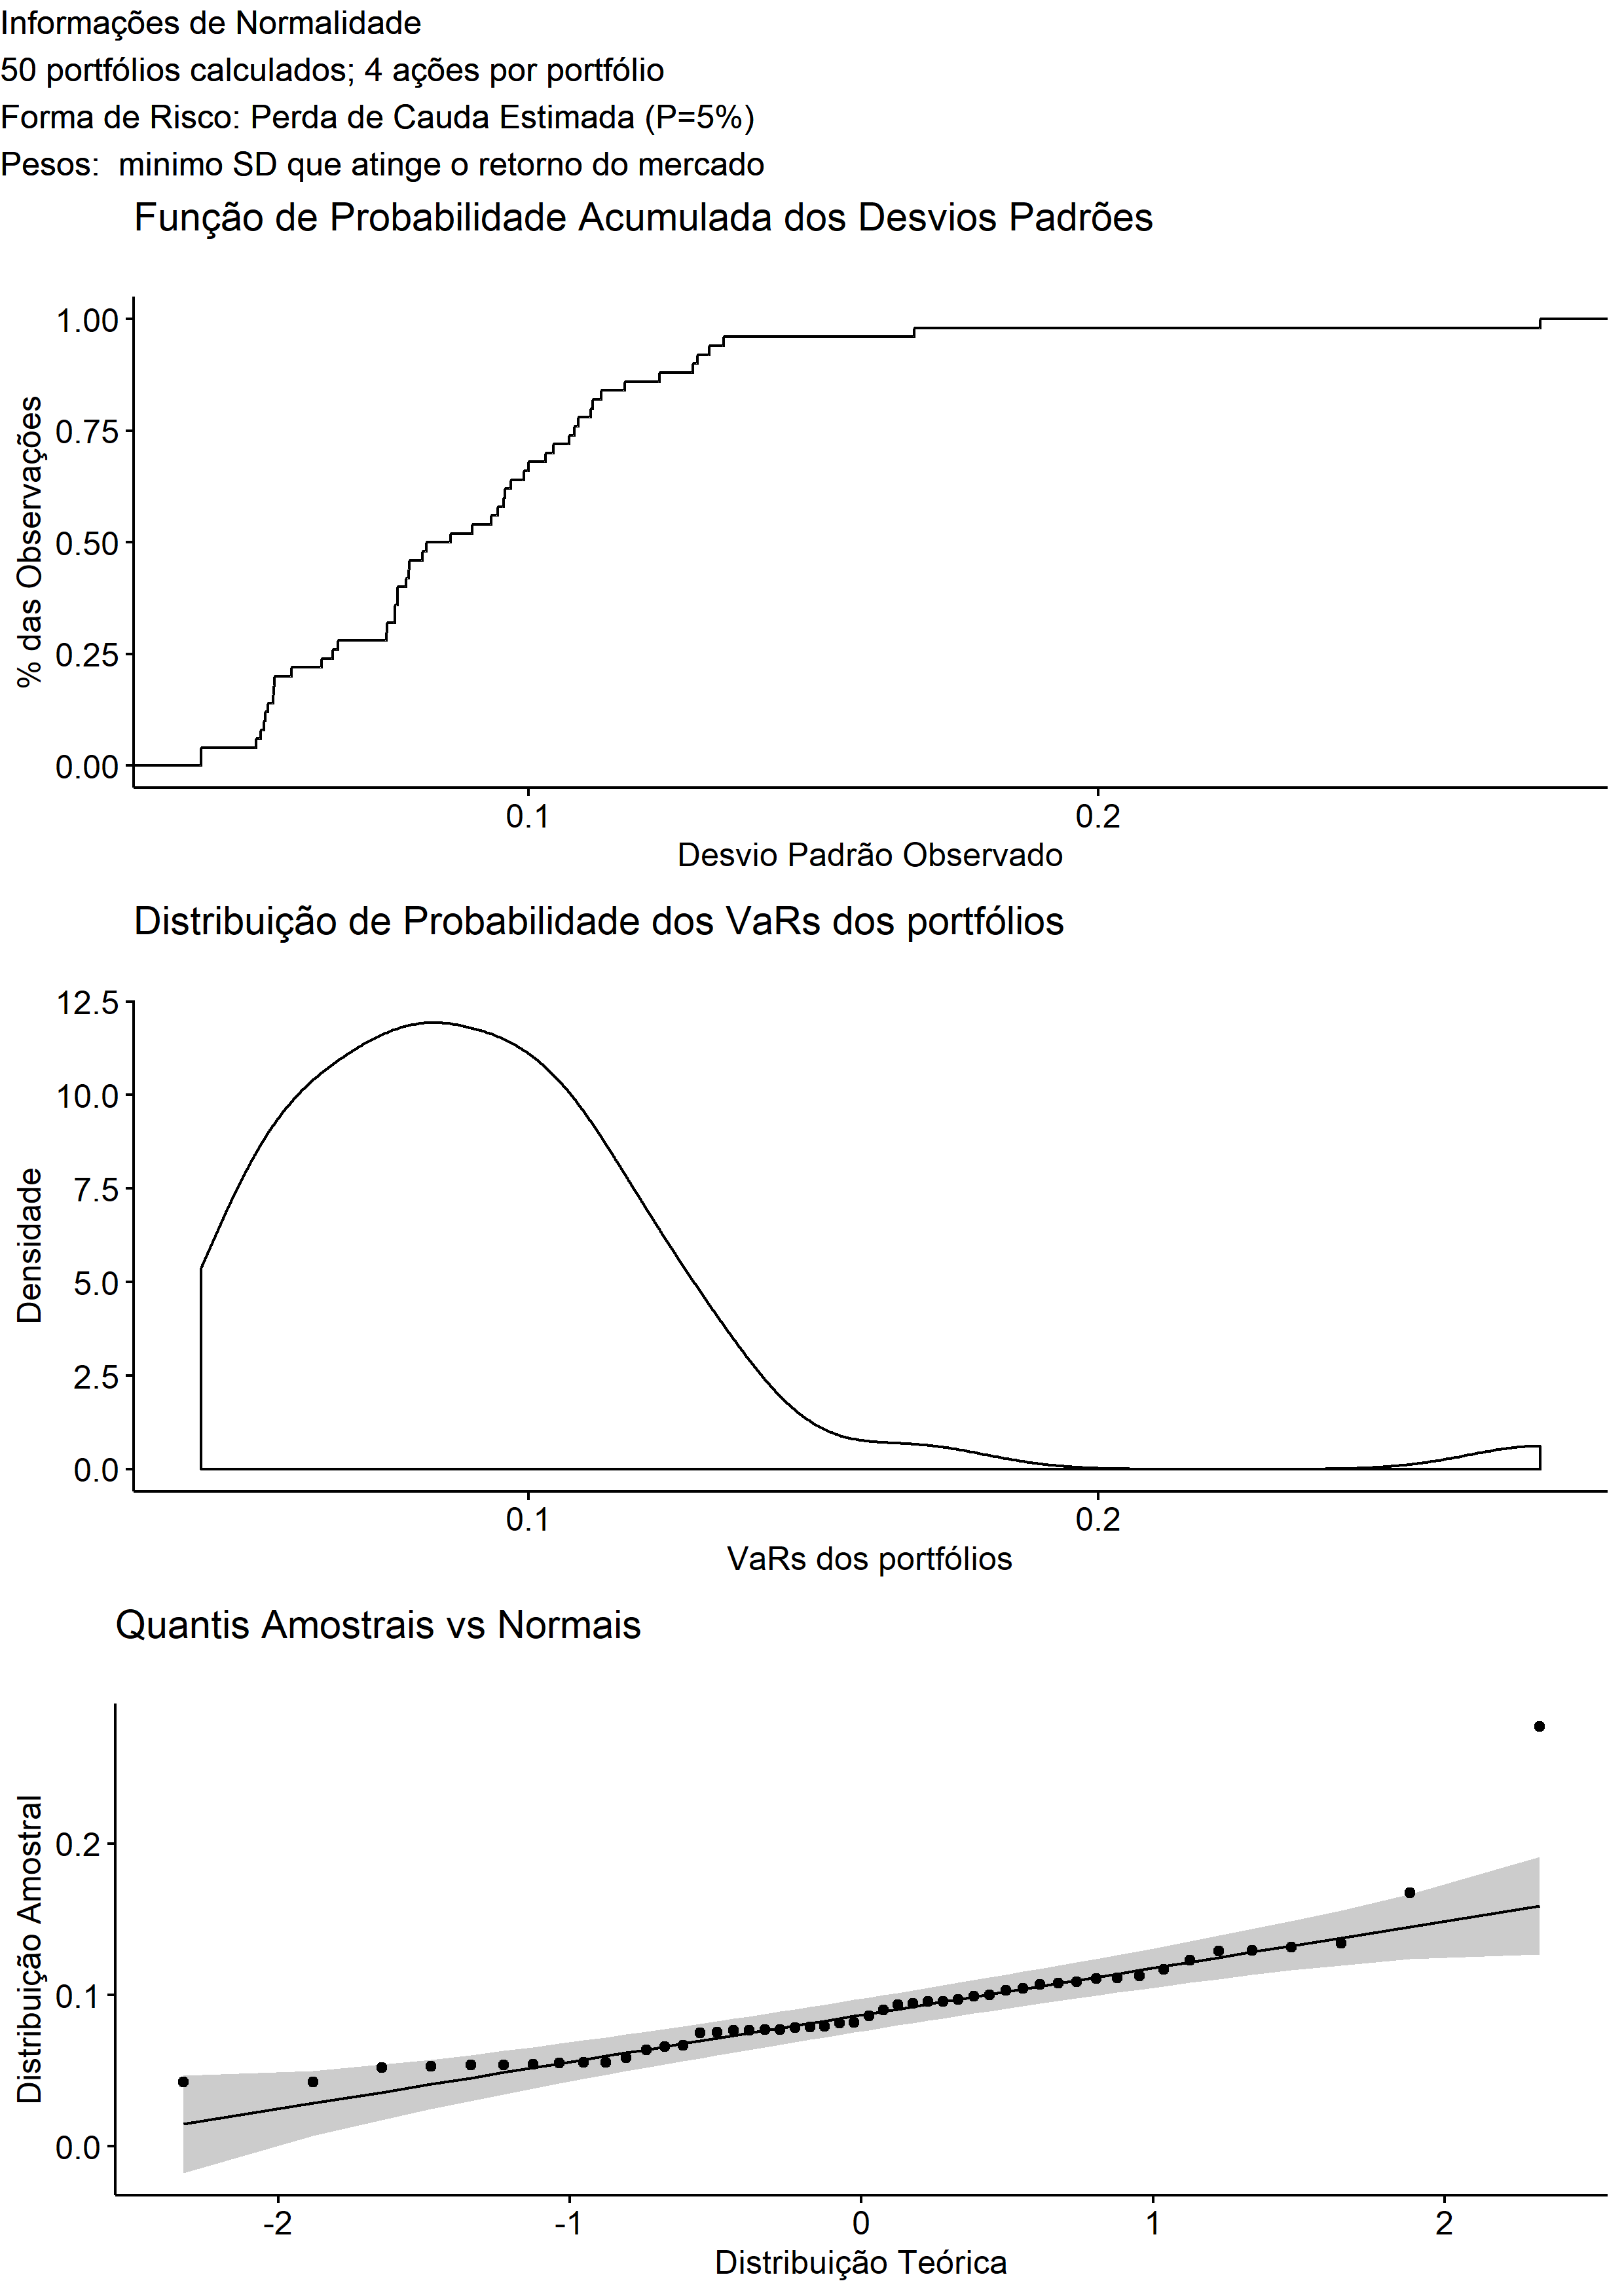 Informações de Normalidade
50 portfólios calculados; 4 ações por portfólio
Forma de Risco: Perda de Cauda Estimada (P=5%)
Pesos:  minimo SD que atinge o retorno do mercado
Função de Probabilidade Acumulada dos Desvios Padrões
% das Observações
1.00
0.75
0.50
0.25
0.00
0.1 0.2
Desvio Padrão Observado
Distribuição de Probabilidade dos VaRs dos portfólios
Densidade
12.5
10.0
7.5
5.0
2.5
0.0
0.1 0.2
VaRs dos portfólios
Quantis Amostrais vs Normais
Distribuição Amostral
0.2
0.1
0.0
-2 -1 0 1 2
Distribuição Teórica